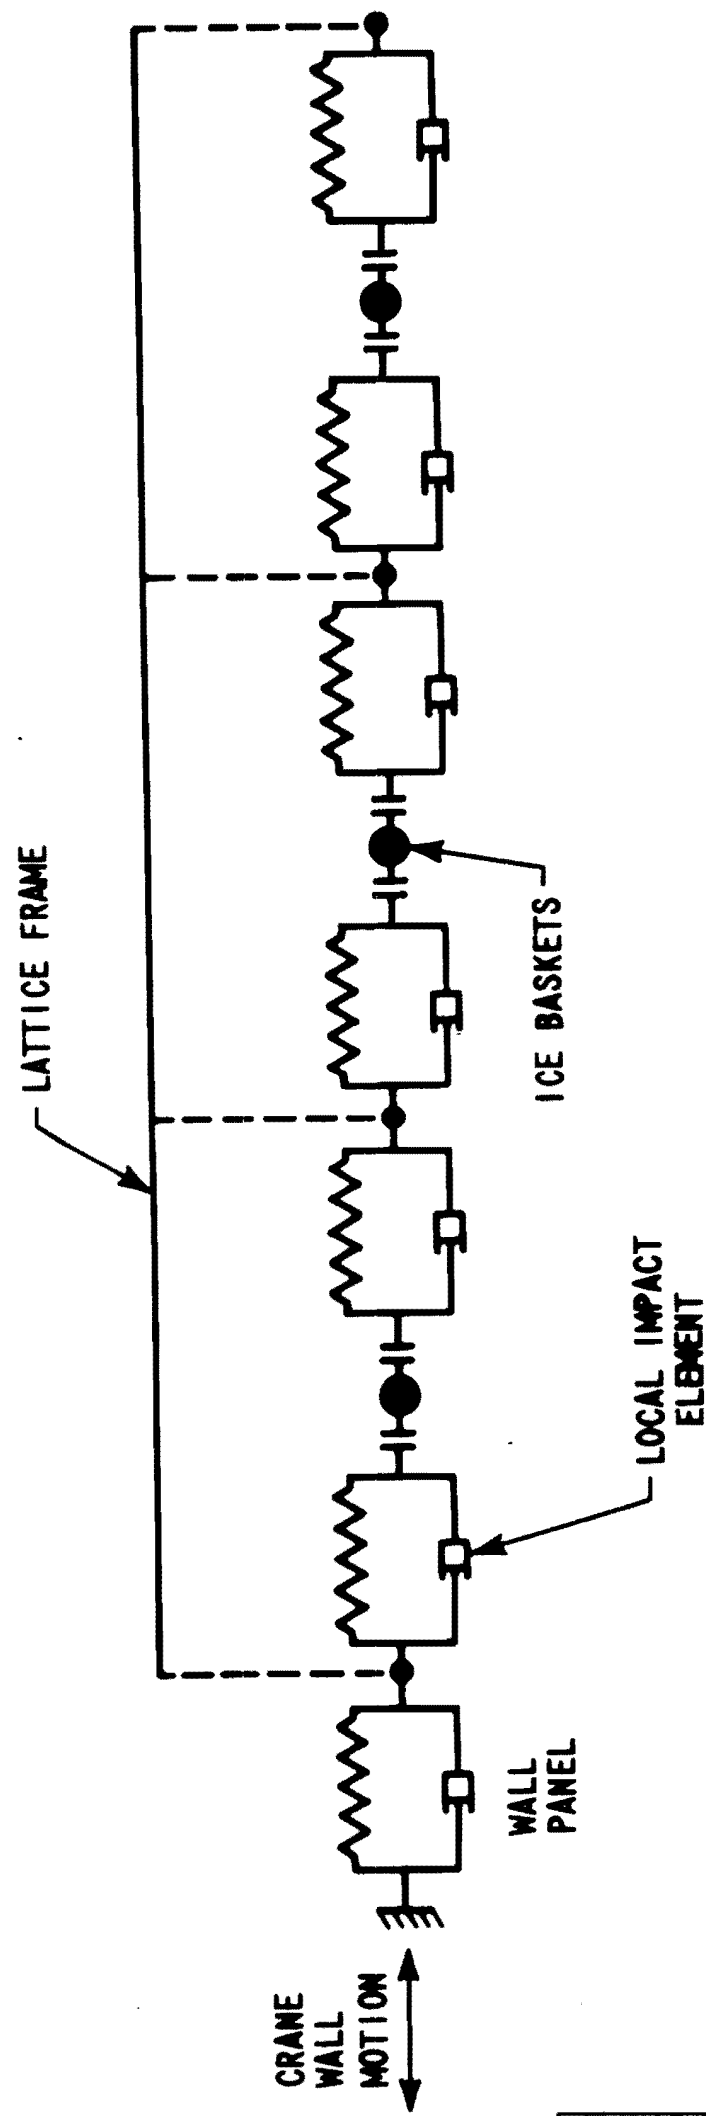 LATTICE FRAME
ICE BASKETS
LOCAL IMPACT
ELEMENT
WALL
PANEL
CRANE
WALL
MOTION